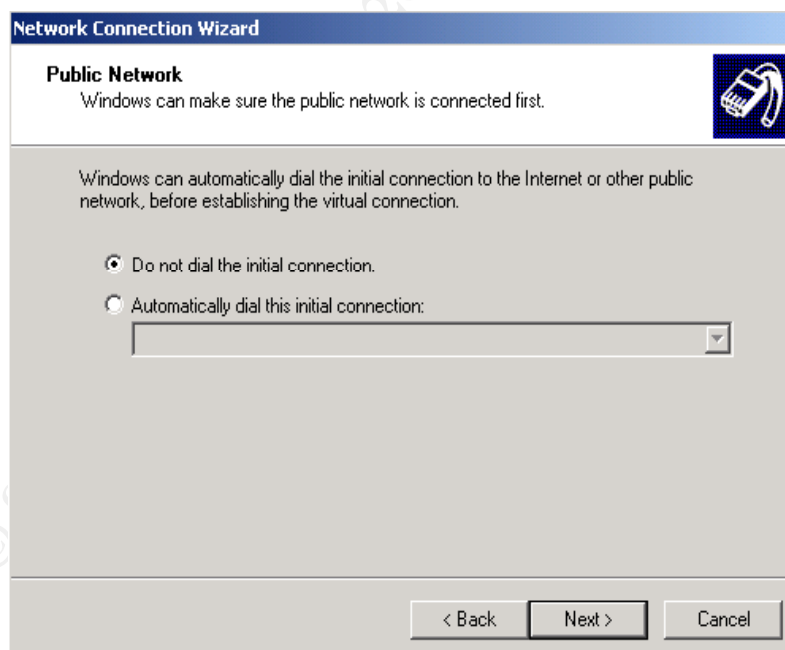 Network Connection Wizard
Public Network
Windows can make sure the public network is connected first.
Windows can automatically dial the initial connection to the Internet or other public
network, before establishing the virtual connection.
Do not dial the initial connection.
Automatically dial this initial connection:
< Back
Next >
Cancel